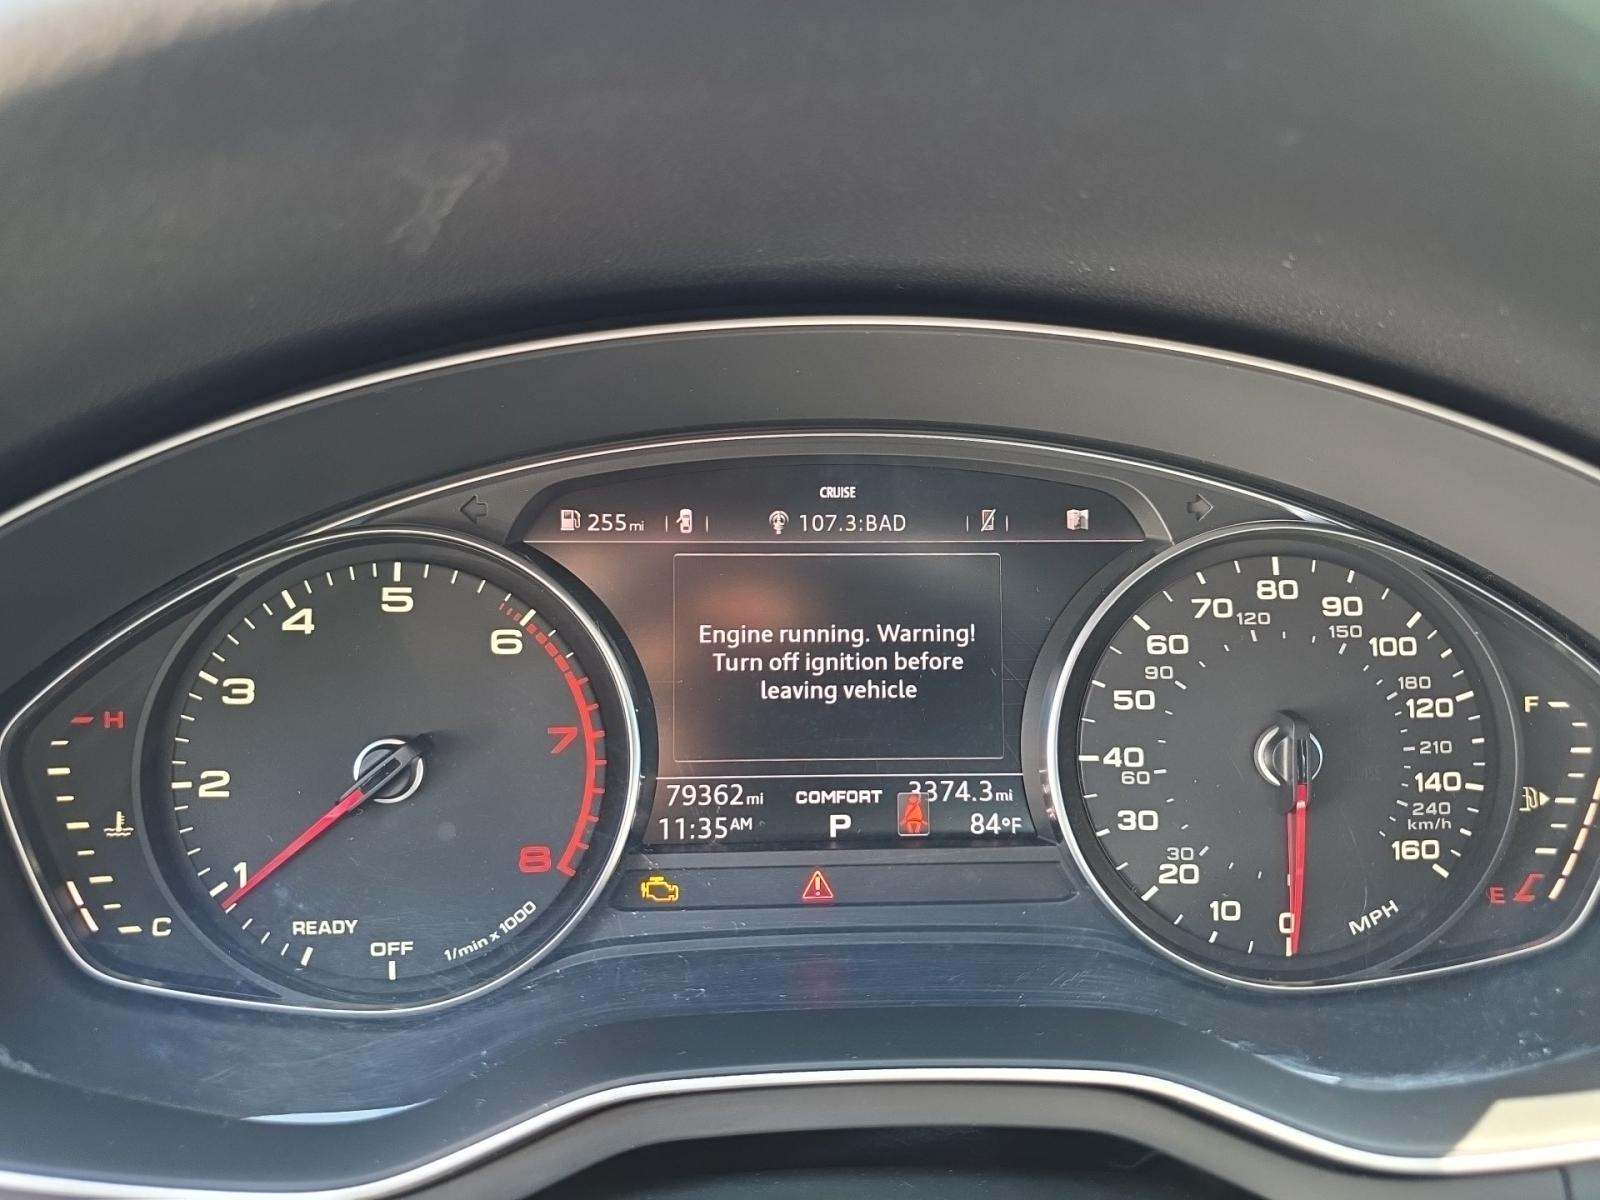 CRUISE
255mi
107.3:BAD
Engine running. Warning!
Turn off ignition before
leaving vehicle
79362mi
COMFORT
3374.3mi
11:35AM
P
84°F
H
C
1
2
3
4
5
6
7
8
READY
OFF
1/min x 1000
0
10
20
30
40
50
60
70
80
90
100
120
140
160
MPH
30
60
90
120
150
180
210
240
km/h
F
E